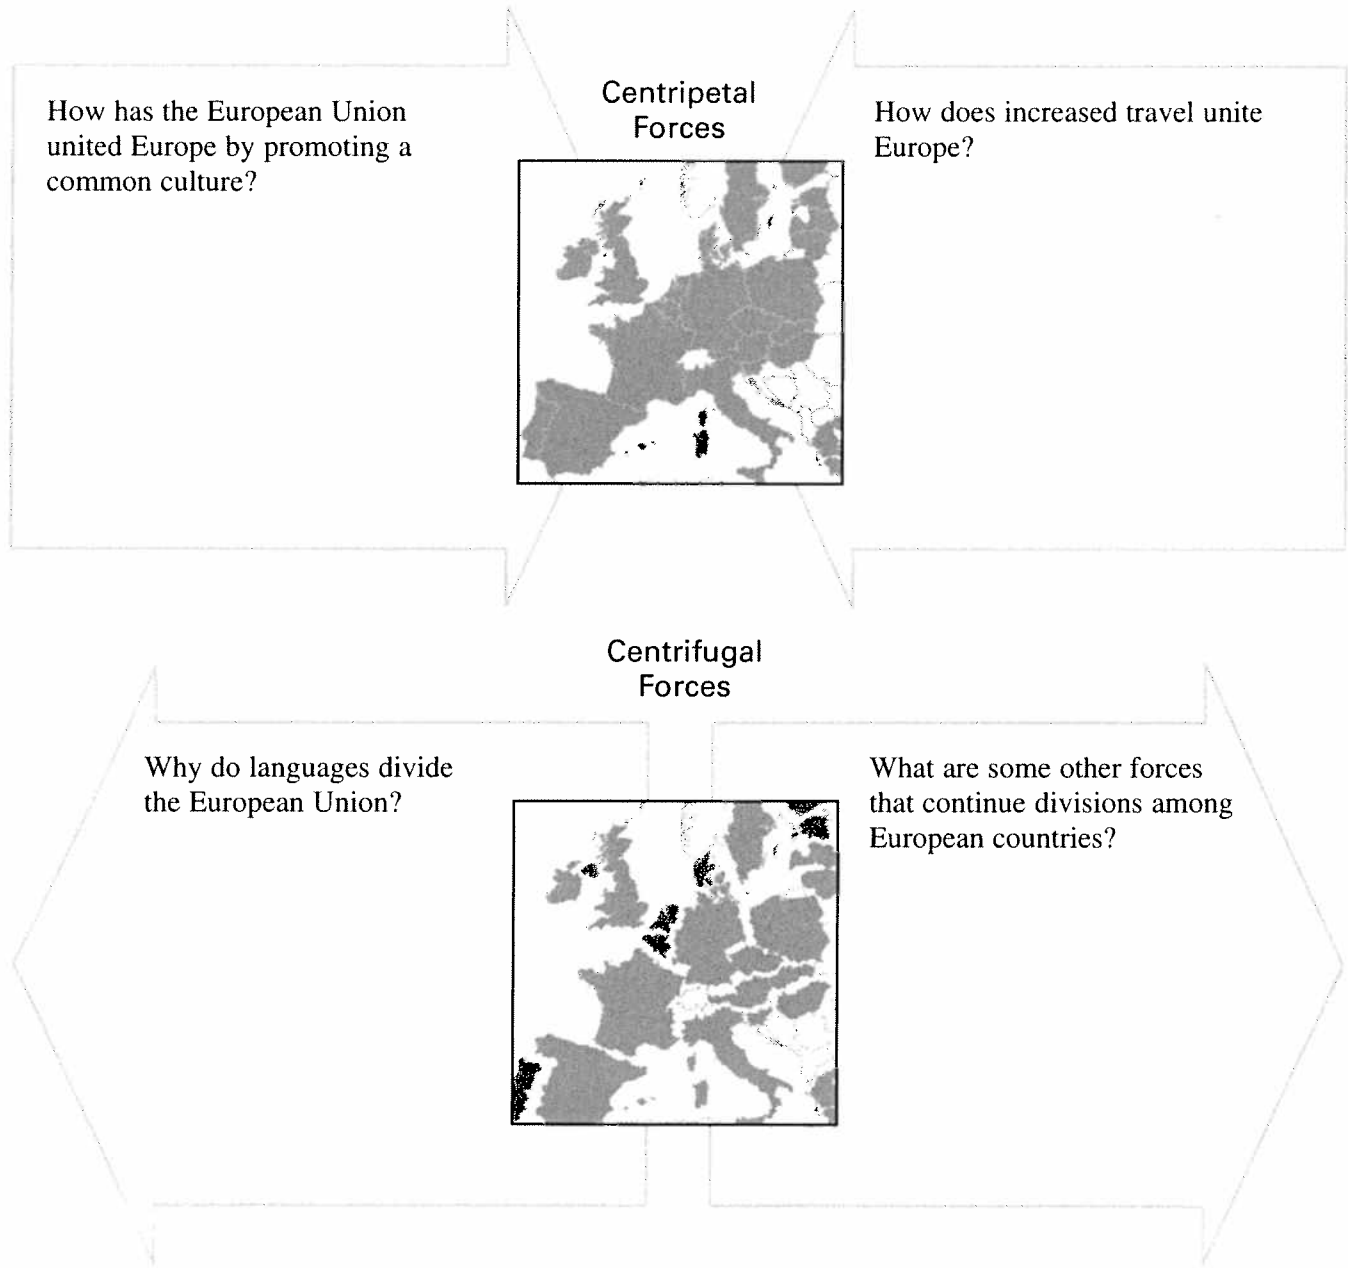 How has the European Union
united Europe by promoting a
common culture?
Centripetal
Forces
How does increased travel unite
Europe?
Centrifugal
Forces
Why do languages divide
the European Union?
What are some other forces
that continue divisions among
European countries?